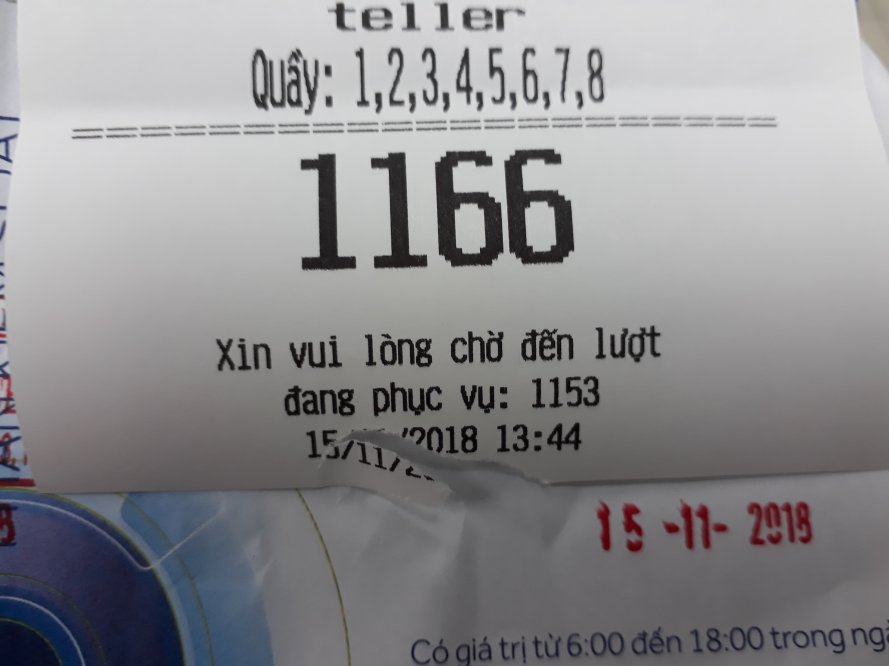 teller
Quầy: 1,2,3,4,5,6,7,8
1166
Xin vui lòng chờ đến lượt
đang phục vụ: 1153
15/11/2018 13:44
15 -11- 2018
Có giá trị từ 6:00 đến 18:00 trong